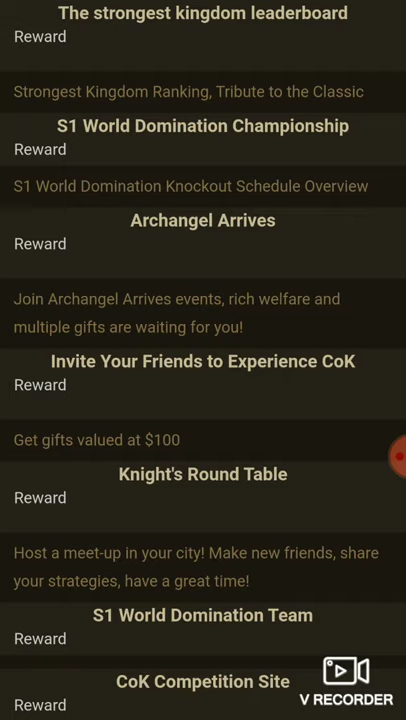 The strongest kingdom leaderboard
Reward
Strongest Kingdom Ranking, Tribute to the Classic
S1 World Domination Championship
Reward
S1 World Domination Knockout Schedule Overview
Archangel Arrives
Reward
Join Archangel Arrives events, rich welfare and
multiple gifts are waiting for you!
Invite Your Friends to Experience CoK
Reward
Get gifts valued at $100
Knight's Round Table
Reward
Host a meet-up in your city! Make new friends, share
your strategies, have a great time!
S1 World Domination Team
Reward
CoK Competition Site
Reward
V RECORDER